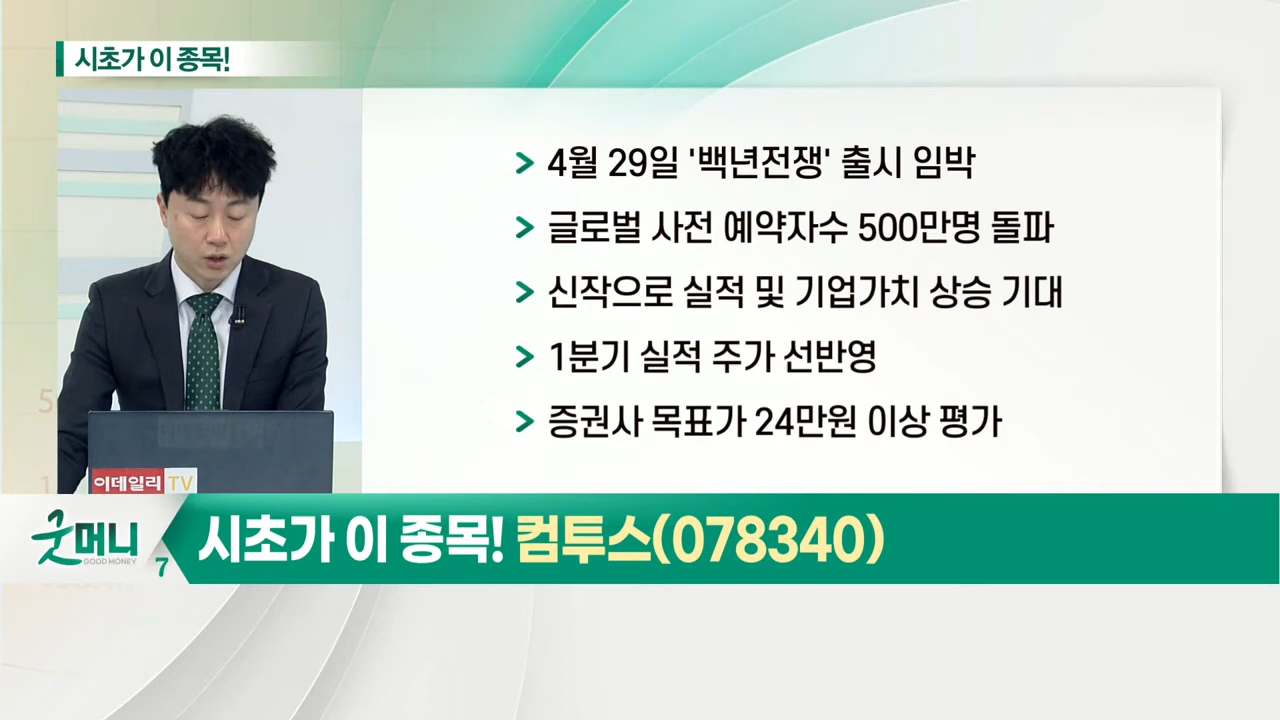 시초가 이 종목!
> 4월 29일 '백년전쟁' 출시 임박
> 글로벌 사전 예약자수 500만명 돌파
> 신작으로 실적 및 기업가치 상승 기대
> 1분기 실적 주가 선반영
> 증권사 목표가 24만원 이상 평가
이데일리 TV
굿머니
GOOD MONEY
7
시초가 이 종목! 컴투스(078340)